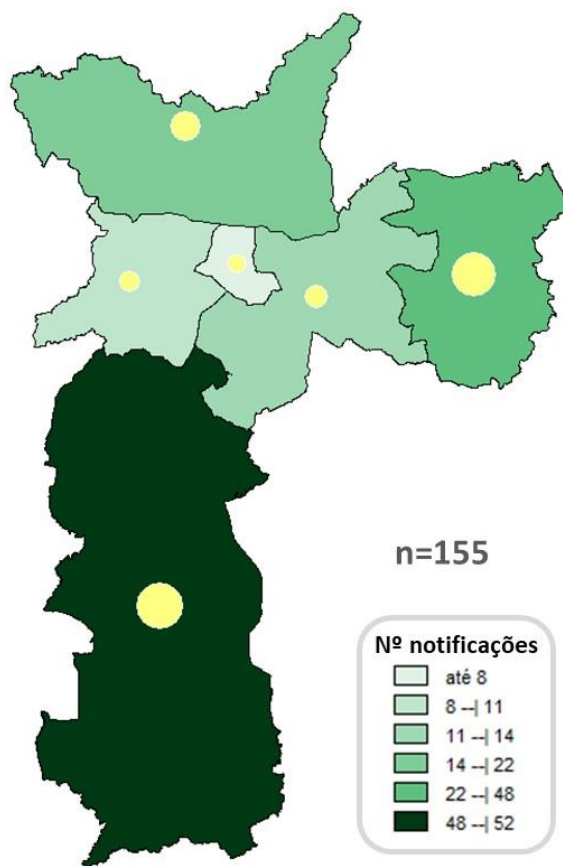 n=155
Nº notificações
até 8
8 --| 11
11 --| 14
14 --| 22
22 --| 48
48 --| 52